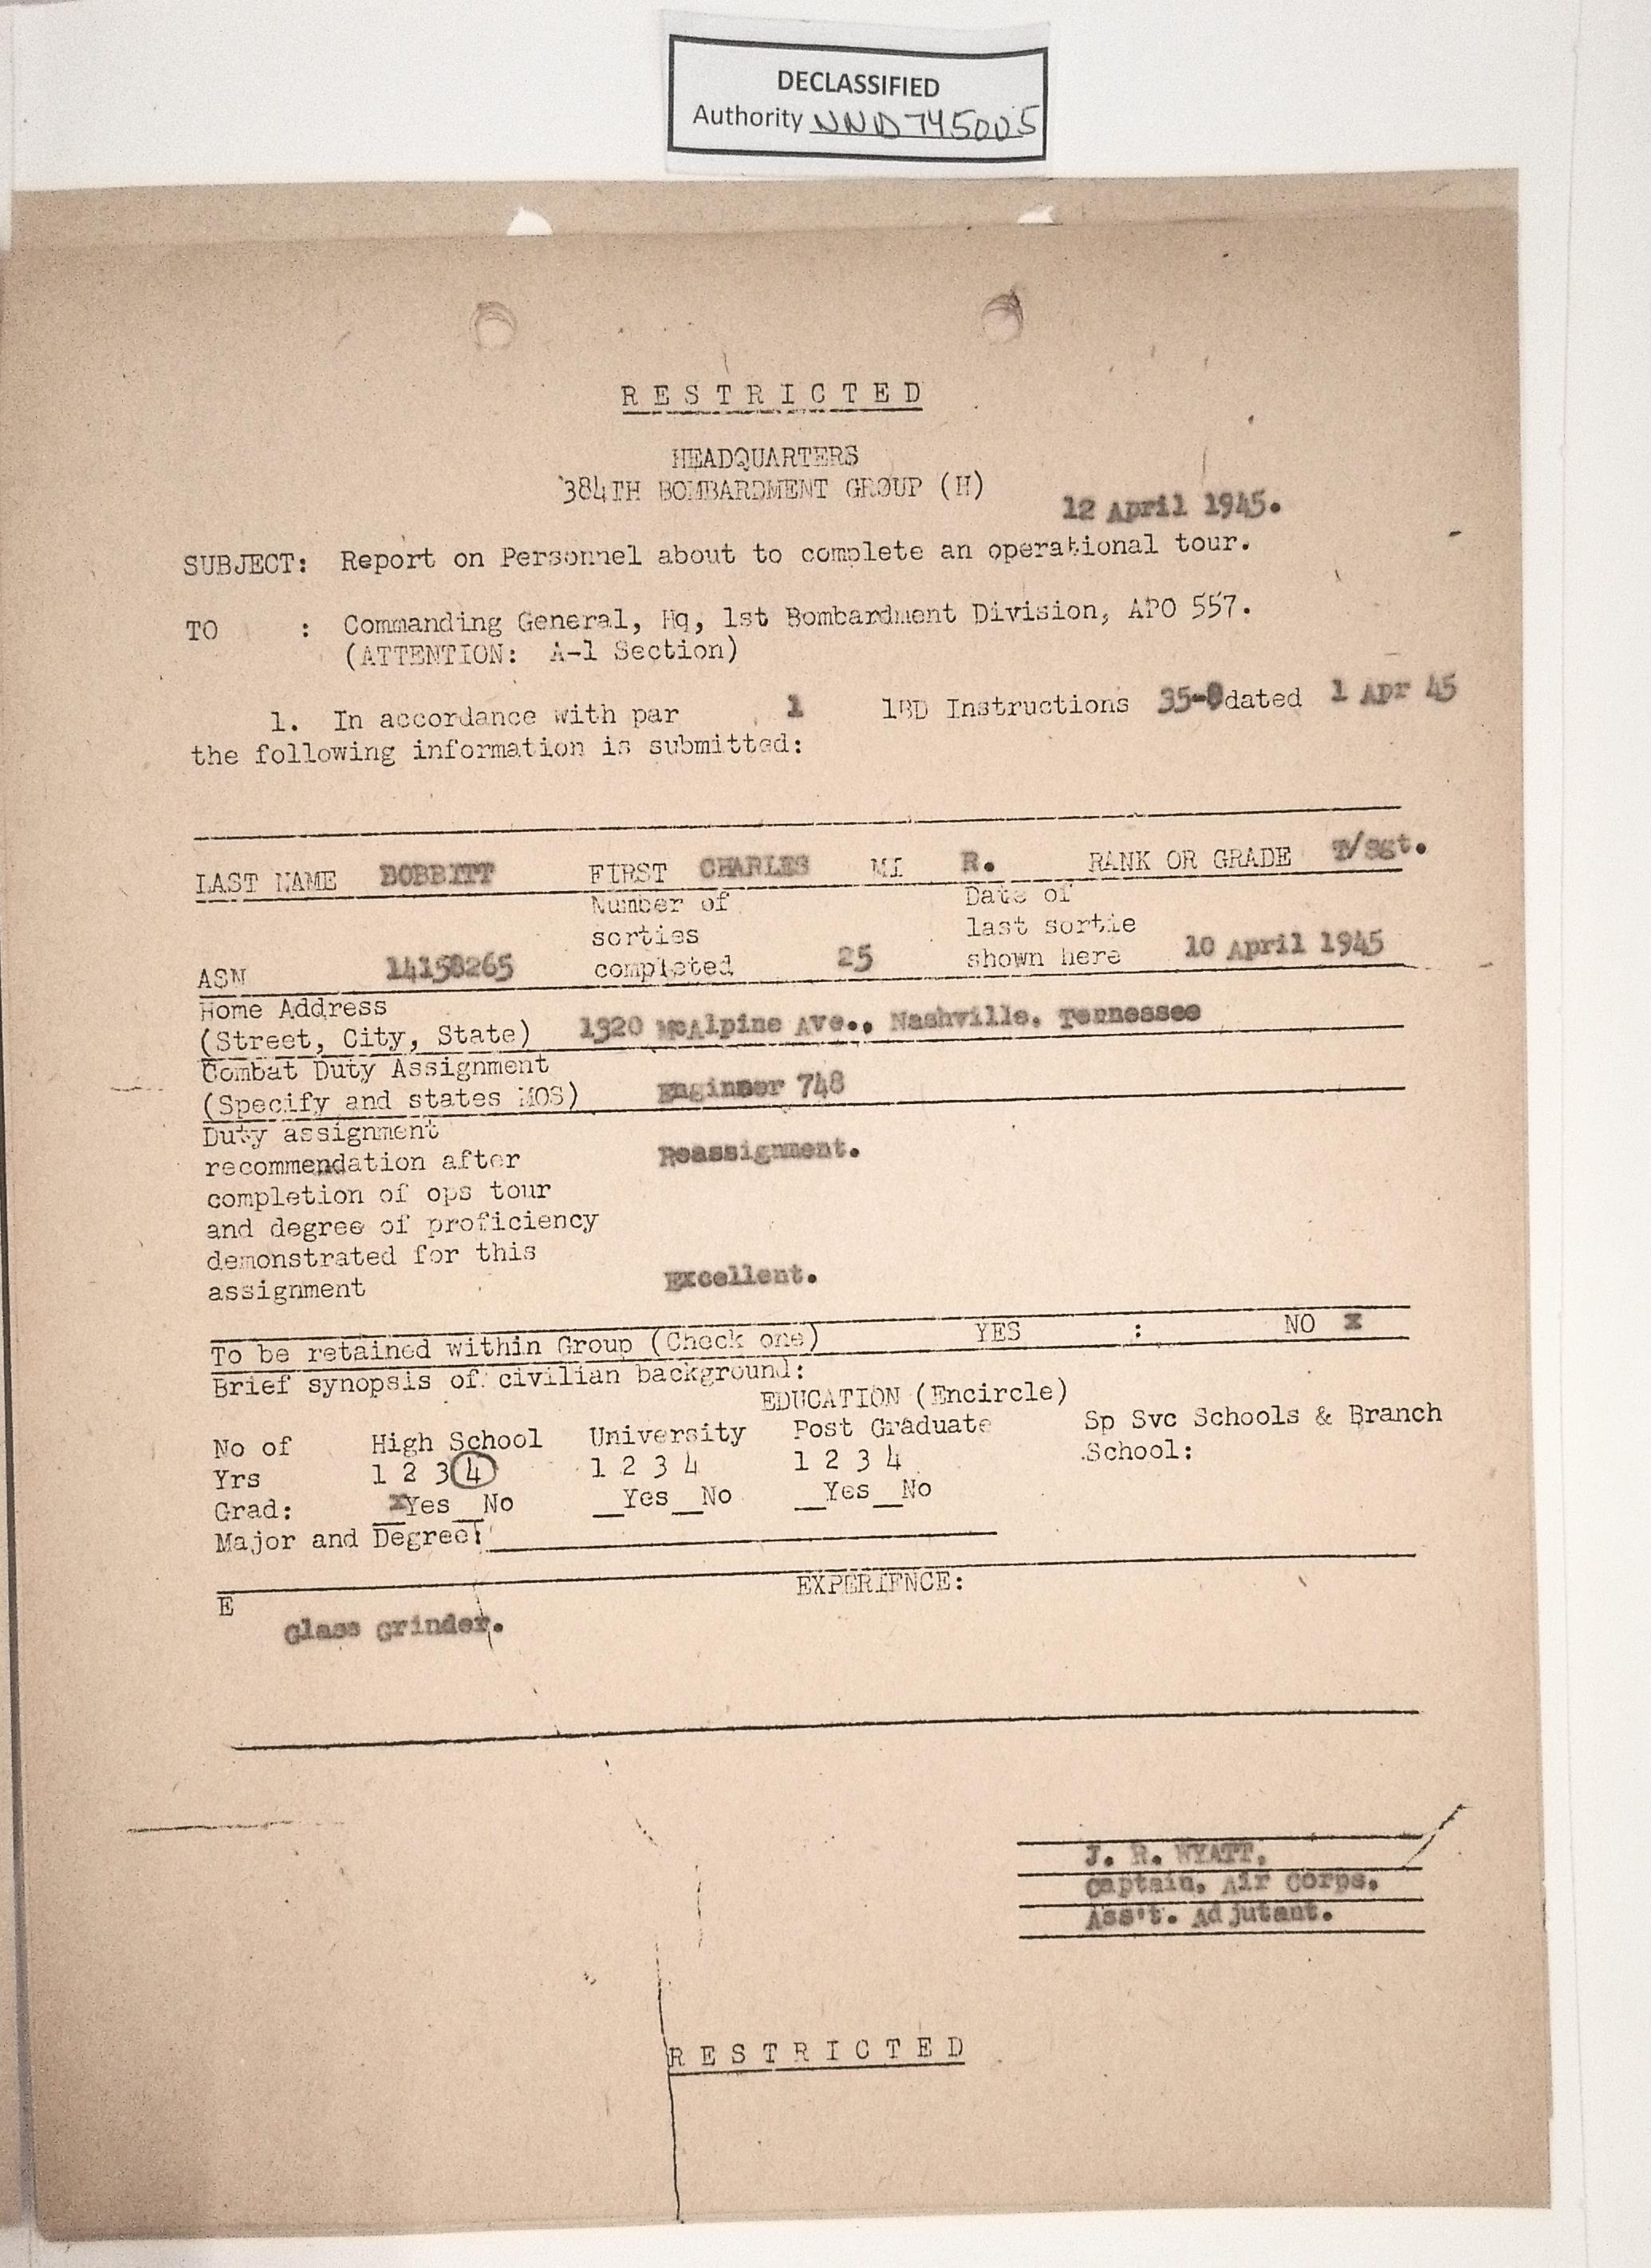 DECLASSIFIED
Authority NND 745005
RESTRICTED
HEADQUARTERS
384TH BOMBARDMENT GROUP (H)
12 April 1945.
SUBJECT: Report on Personnel about to complete an operational tour.
TO : Commanding General, Hq, 1st Bombardment Division, APO 557.
(ATTENTION: A-1 Section)
1. In accordance with par 1 1BD Instructions 35-8 dated 1 Apr 45
the following information is submitted:
LAST NAME BOBBITT FIRST CHARLES MI R. RANK OR GRADE T/Sgt.
ASN 14158265 Number of sorties completed 25 Date of last sortie shown here 10 April 1945
Home Address
(Street, City, State) 1320 McAlpine Ave., Nashville, Tennessee
Combat Duty Assignment
(Specify and states MOS) Engineer 748
Duty assignment
recommendation after Reassignment.
completion of ops tour
and degree of proficiency
demonstrated for this
assignment Excellent.
To be retained within Group (Check one) YES : NO x
Brief synopsis of civilian background:
EDUCATION (Encircle)
No of High School University Post Graduate Sp Svc Schools & Branch
Yrs 1 2 3 4 1 2 3 4 1 2 3 4 School:
Grad: xYes__No __Yes__No __Yes__No
Major and Degree:
EXPERIENCE:
E
Glass grinder.
J. R. WYATT,
Captain, Air Corps,
Ass't. Adjutant.
RESTRICTED